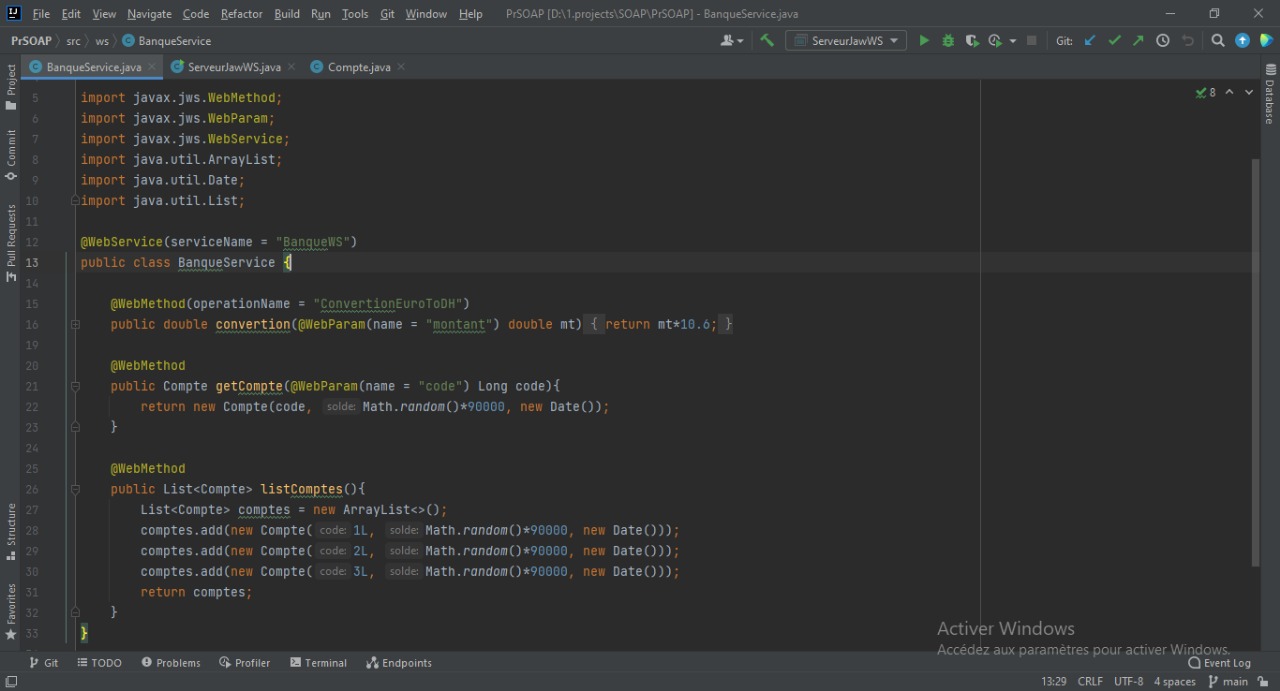 File Edit View Navigate Code Refactor Build Run Tools Git Window Help PrSOAP [D:\1.projects\SOAP\PrSOAP] - BanqueService.java
PrSOAP src ws BanqueService ServeurJawWS Git:
BanqueService.java ServeurJawWS.java Compte.java
Project
Commit
Pull Requests
Structure
Favorites
Database
8
5 import javax.jws.WebMethod;
6 import javax.jws.WebParam;
7 import javax.jws.WebService;
8 import java.util.ArrayList;
9 import java.util.Date;
10 import java.util.List;
11
12 @WebService(serviceName = "BanqueWS")
13 public class BanqueService {
14
15 @WebMethod(operationName = "ConvertionEuroToDH")
16 public double convertion(@WebParam(name = "montant") double mt) { return mt*10.6; }
19
20 @WebMethod
21 public Compte getCompte(@WebParam(name = "code") Long code){
22 return new Compte(code, solde: Math.random()*90000, new Date());
23 }
24
25 @WebMethod
26 public List<Compte> listComptes(){
27 List<Compte> comptes = new ArrayList<>();
28 comptes.add(new Compte( code: 1L, solde: Math.random()*90000, new Date()));
29 comptes.add(new Compte( code: 2L, solde: Math.random()*90000, new Date()));
30 comptes.add(new Compte( code: 3L, solde: Math.random()*90000, new Date()));
31 return comptes;
32 }
33 }
Activer Windows
Accédez aux paramètres pour activer Windows.
Git TODO Problems Profiler Terminal Endpoints Event Log
13:29 CRLF UTF-8 4 spaces main